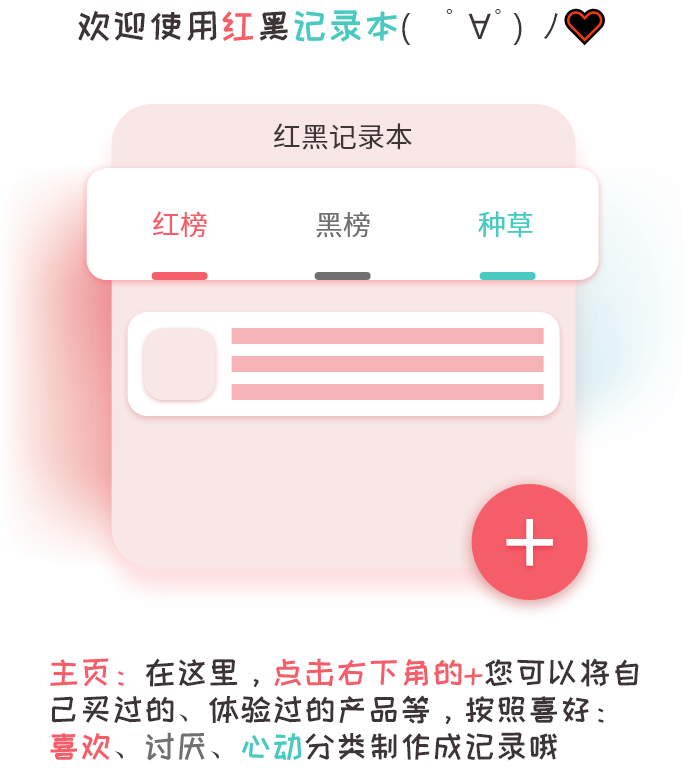 欢迎使用红黑记录本( ゚∀゚) ﾉ
红黑记录本
红榜 黑榜 种草
主页：在这里，点击右下角的+您可以将自
己买过的、体验过的产品等，按照喜好：
喜欢、讨厌、心动分类制作成记录哦